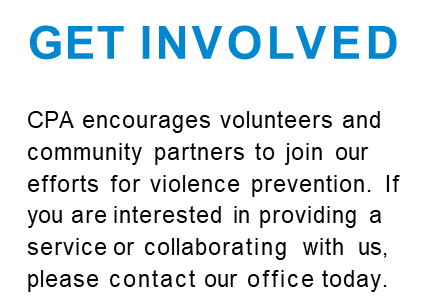 GET INVOLVED
CPA encourages volunteers and
community partners to join our
efforts for violence prevention. If
you are interested in providing a
service or collaborating with us,
please contact our office today.